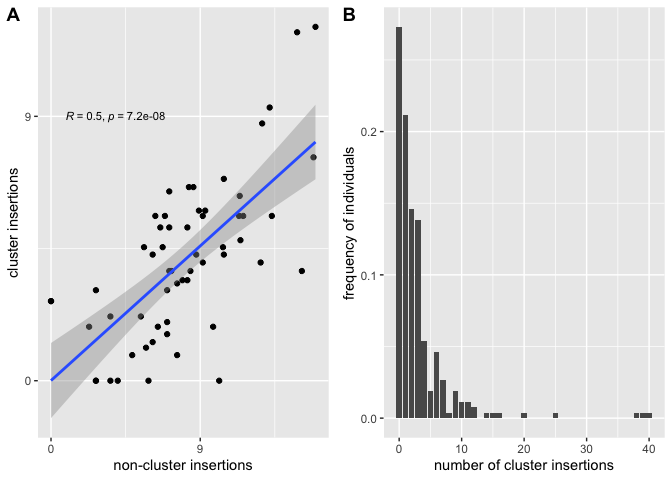 A
B
R = 0.5, p = 7.2e-08
cluster insertions
9
0
0
9
non-cluster insertions
frequency of individuals
0.2
0.1
0.0
0
10
20
30
40
number of cluster insertions